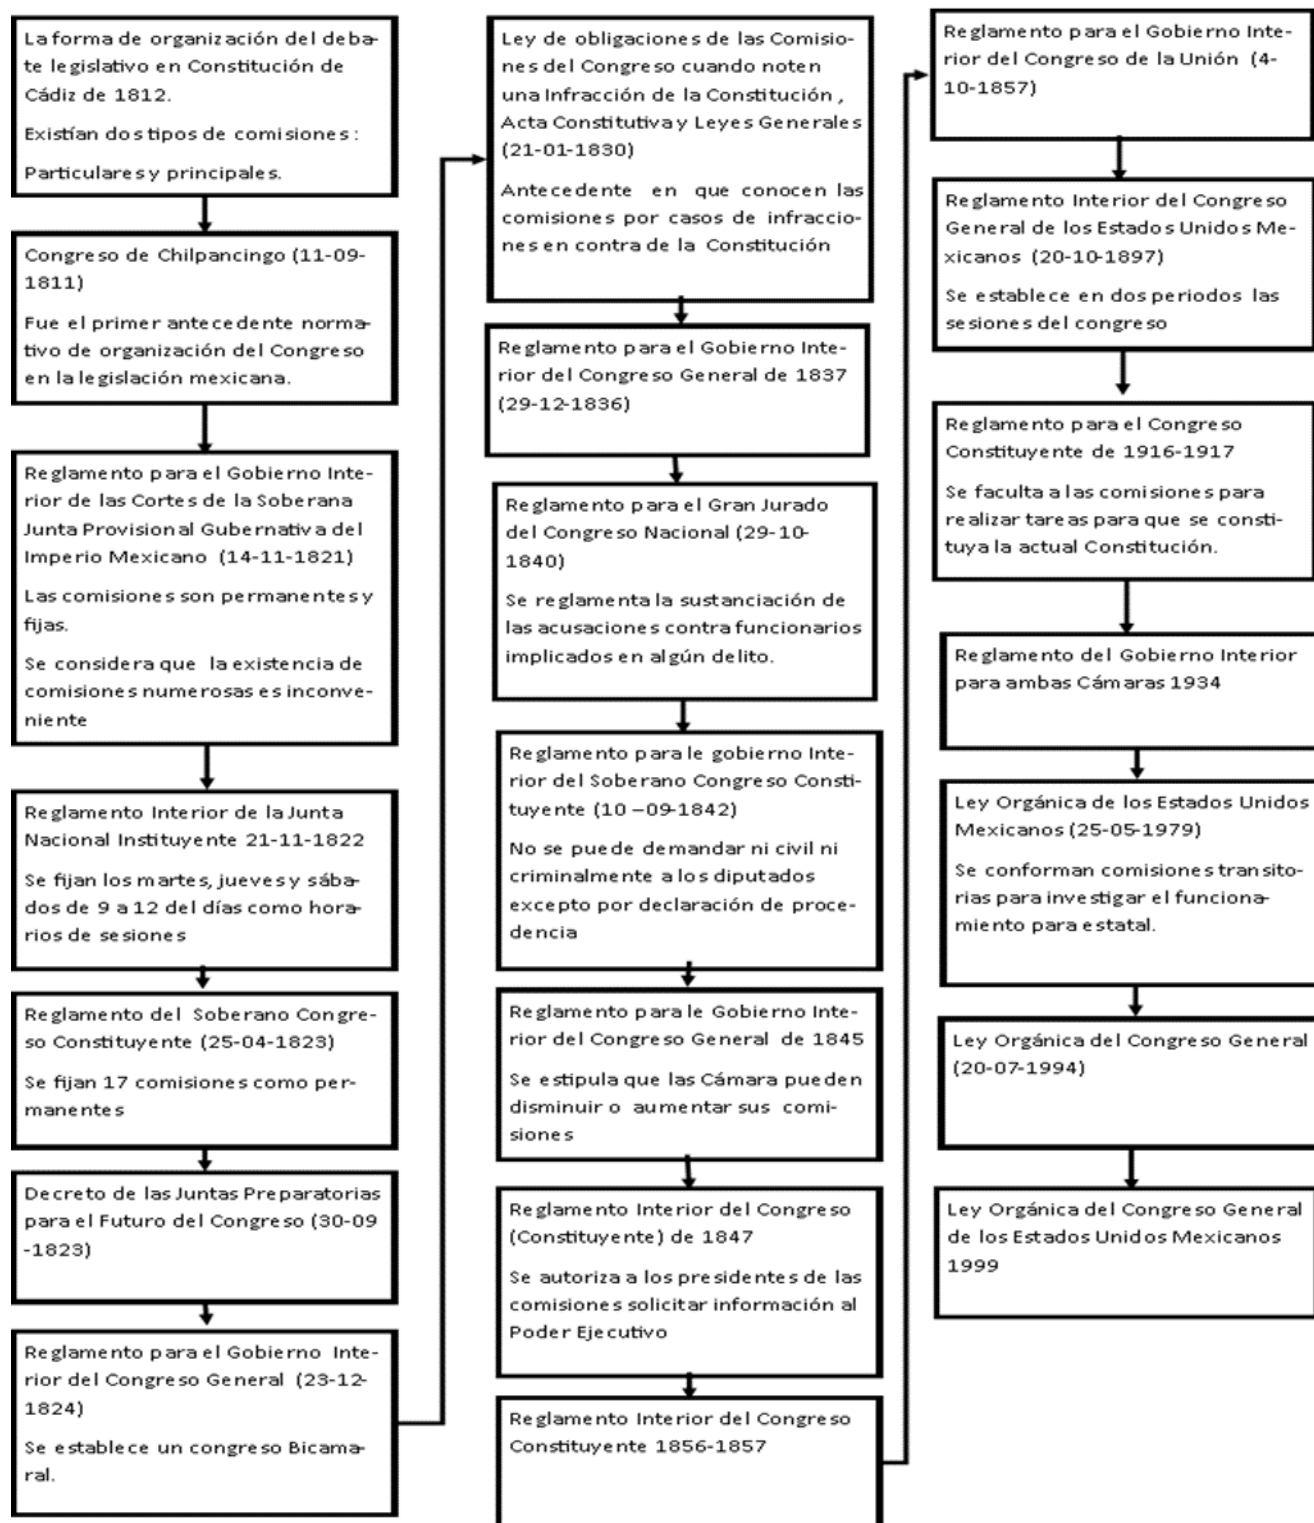 La forma de organización del deba-
te legislativo en Constitución de
Cádiz de 1812.
Existían dos tipos de comisiones :
Particulares y principales.
Congreso de Chilpancingo (11-09-
1811)
Fue el primer antecedente norma-
tivo de organización del Congreso
en la legislación mexicana.
Reglamento para el Gobierno Inte-
rior de las Cortes de la Soberana
Junta Provisional Gubernativa del
Imperio Mexicano (14-11-1821)
Las comisiones son permanentes y
fijas.
Se considera que la existencia de
comisiones numerosas es inconve-
niente
Reglamento Interior de la Junta
Nacional Instituyente 21-11-1822
Se fijan los martes, jueves y sába-
dos de 9 a 12 del días como hora-
rios de sesiones
Reglamento del Soberano Congre-
so Constituyente (25-04-1823)
Se fijan 17 comisiones como per-
manentes
Decreto de las Juntas Preparatorias
para el Futuro del Congreso (30-09
-1823)
Reglamento para el Gobierno Inte-
rior del Congreso General (23-12-
1824)
Se establece un congreso Bicama-
ral.
Ley de obligaciones de las Comisio-
nes del Congreso cuando noten
una Infracción de la Constitución ,
Acta Constitutiva y Leyes Generales
(21-01-1830)
Antecedente en que conocen las
comisiones por casos de infraccio-
nes en contra de la Constitución
Reglamento para el Gobierno Inte-
rior del Congreso General de 1837
(29-12-1836)
Reglamento para el Gran Jurado
del Congreso Nacional (29-10-
1840)
Se reglamenta la sustanciación de
las acusaciones contra funcionarios
implicados en algún delito.
Reglamento para le gobierno Inte-
rior del Soberano Congreso Consti-
tuyente (10 –09-1842)
No se puede demandar ni civil ni
criminalmente a los diputados
excepto por declaración de proce-
dencia
Reglamento para le Gobierno Inte-
rior del Congreso General de 1845
Se estipula que las Cámara pueden
disminuir o aumentar sus comi-
siones
Reglamento Interior del Congreso
(Constituyente) de 1847
Se autoriza a los presidentes de las
comisiones solicitar información al
Poder Ejecutivo
Reglamento Interior del Congreso
Constituyente 1856-1857
Reglamento para el Gobierno Inte-
rior del Congreso de la Unión (4-
10-1857)
Reglamento Interior del Congreso
General de los Estados Unidos Me-
xicanos (20-10-1897)
Se establece en dos periodos las
sesiones del congreso
Reglamento para el Congreso
Constituyente de 1916-1917
Se faculta a las comisiones para
realizar tareas para que se consti-
tuya la actual Constitución.
Reglamento del Gobierno Interior
para ambas Cámaras 1934
Ley Orgánica de los Estados Unidos
Mexicanos (25-05-1979)
Se conforman comisiones transito-
rias para investigar el funciona-
miento para estatal.
Ley Orgánica del Congreso General
(20-07-1994)
Ley Orgánica del Congreso General
de los Estados Unidos Mexicanos
1999